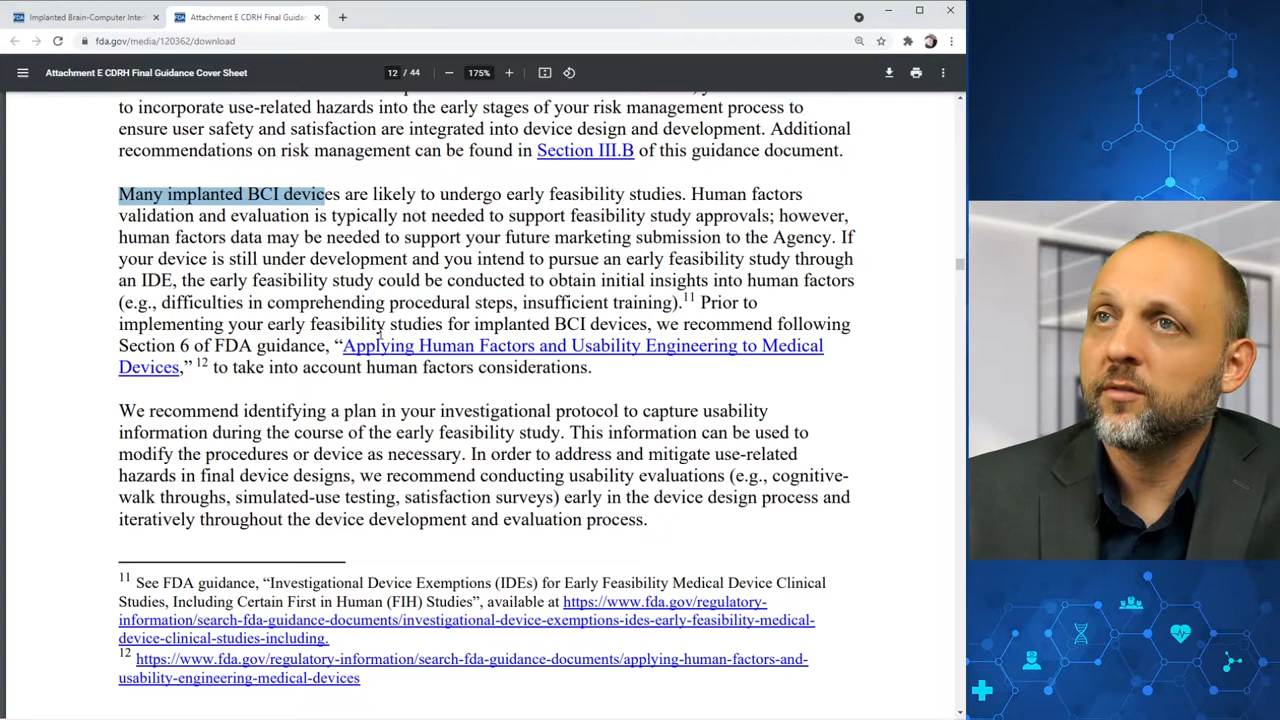 Implanted Brain-Computer Interf
Attachment E CDRH Final Guidan
fda.gov/media/120362/download
Attachment E CDRH Final Guidance Cover Sheet
12 / 44
175%
to incorporate use-related hazards into the early stages of your risk management process to
ensure user safety and satisfaction are integrated into device design and development. Additional
recommendations on risk management can be found in Section III.B of this guidance document.
Many implanted BCI devices are likely to undergo early feasibility studies. Human factors
validation and evaluation is typically not needed to support feasibility study approvals; however,
human factors data may be needed to support your future marketing submission to the Agency. If
your device is still under development and you intend to pursue an early feasibility study through
an IDE, the early feasibility study could be conducted to obtain initial insights into human factors
(e.g., difficulties in comprehending procedural steps, insufficient training).11 Prior to
implementing your early feasibility studies for implanted BCI devices, we recommend following
Section 6 of FDA guidance, “Applying Human Factors and Usability Engineering to Medical
Devices,” 12 to take into account human factors considerations.
We recommend identifying a plan in your investigational protocol to capture usability
information during the course of the early feasibility study. This information can be used to
modify the procedures or device as necessary. In order to address and mitigate use-related
hazards in final device designs, we recommend conducting usability evaluations (e.g., cognitive-
walk throughs, simulated-use testing, satisfaction surveys) early in the device design process and
iteratively throughout the device development and evaluation process.
11 See FDA guidance, “Investigational Device Exemptions (IDEs) for Early Feasibility Medical Device Clinical
Studies, Including Certain First in Human (FIH) Studies”, available at https://www.fda.gov/regulatory-
information/search-fda-guidance-documents/investigational-device-exemptions-ides-early-feasibility-medical-
device-clinical-studies-including.
12 https://www.fda.gov/regulatory-information/search-fda-guidance-documents/applying-human-factors-and-
usability-engineering-medical-devices